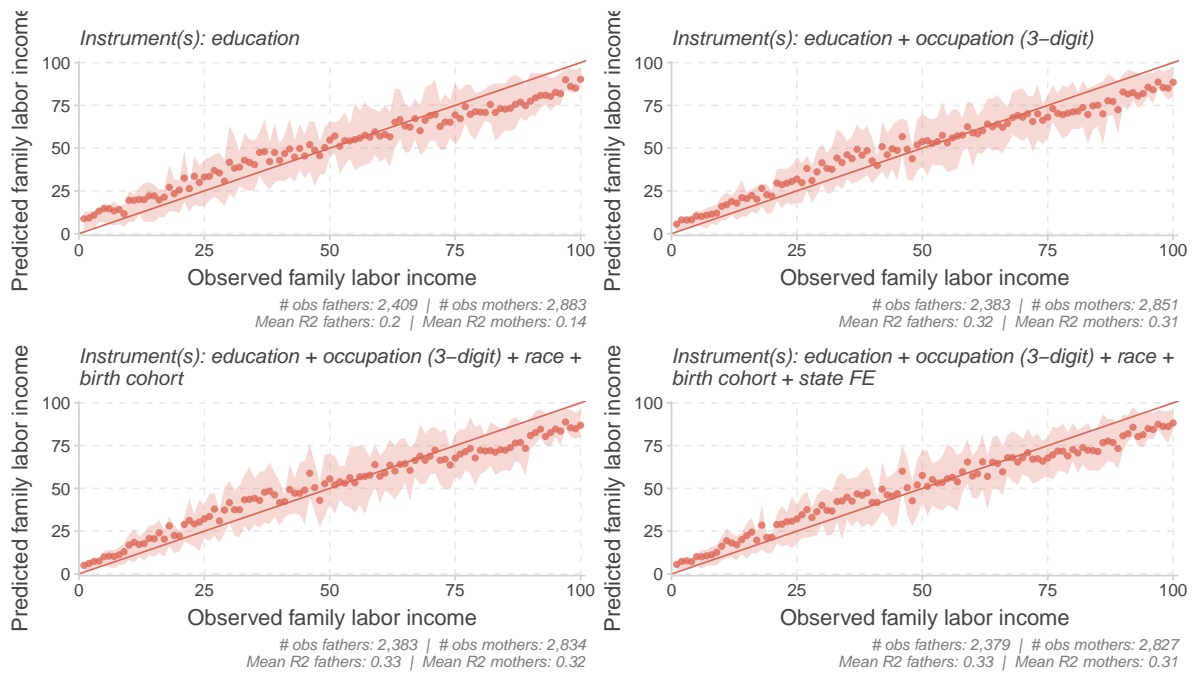 Instrument(s): education
Predicted family labor income
100
75
50
25
0
0 25 50 75 100
Observed family labor income
# obs fathers: 2,409 | # obs mothers: 2,883
Mean R2 fathers: 0.2 | Mean R2 mothers: 0.14
Instrument(s): education + occupation (3−digit)
Predicted family labor income
100
75
50
25
0
0 25 50 75 100
Observed family labor income
# obs fathers: 2,383 | # obs mothers: 2,851
Mean R2 fathers: 0.32 | Mean R2 mothers: 0.31
Instrument(s): education + occupation (3−digit) + race +
birth cohort
Predicted family labor income
100
75
50
25
0
0 25 50 75 100
Observed family labor income
# obs fathers: 2,383 | # obs mothers: 2,834
Mean R2 fathers: 0.33 | Mean R2 mothers: 0.32
Instrument(s): education + occupation (3−digit) + race +
birth cohort + state FE
Predicted family labor income
100
75
50
25
0
0 25 50 75 100
Observed family labor income
# obs fathers: 2,379 | # obs mothers: 2,827
Mean R2 fathers: 0.33 | Mean R2 mothers: 0.31